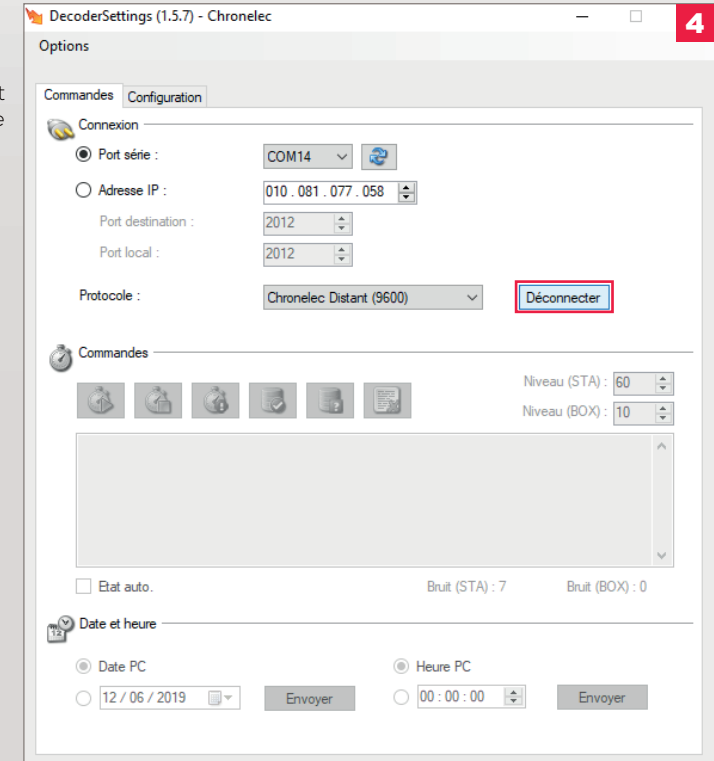 DecoderSettings (1.5.7) - Chronelec
4
Options
t
e
Commandes Configuration
Connexion
Port série : COM14
Adresse IP : 010 . 081 . 077 . 058
Port destination : 2012
Port local : 2012
Protocole : Chronelec Distant (9600) Déconnecter
Commandes
Niveau (STA) : 60
Niveau (BOX) : 10
Etat auto. Bruit (STA) : 7 Bruit (BOX) : 0
Date et heure
Date PC Heure PC
12 / 06 / 2019 Envoyer 00 : 00 : 00 Envoyer